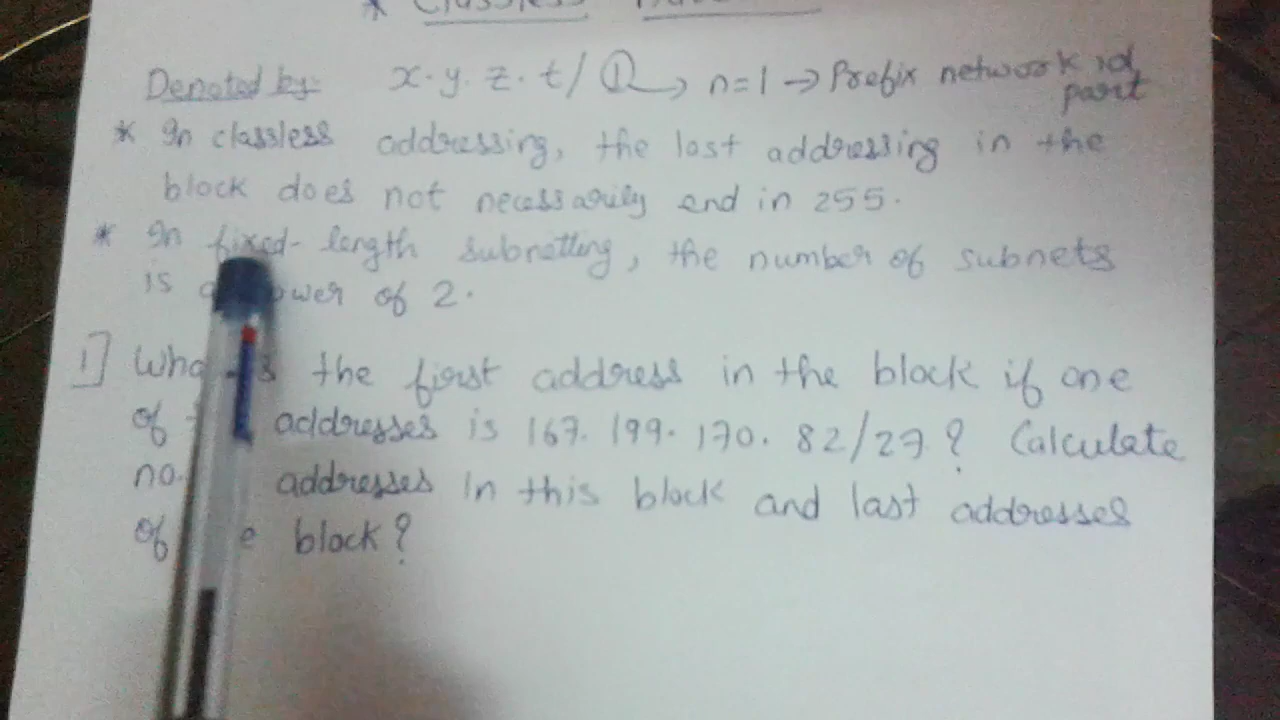 * Classless
Denoted by:- x.y.z.t/1 → n=1 → Prefix network id
part
* In classless addressing, the last addressing in the
block does not necessarily end in 255.
* In fixed-length subnetting, the number of subnets
is power of 2.
1] the first address in the block if one
of addresses is 167.199.170.82/27? Calculate
no. addresses in this block and last addresses
of block?